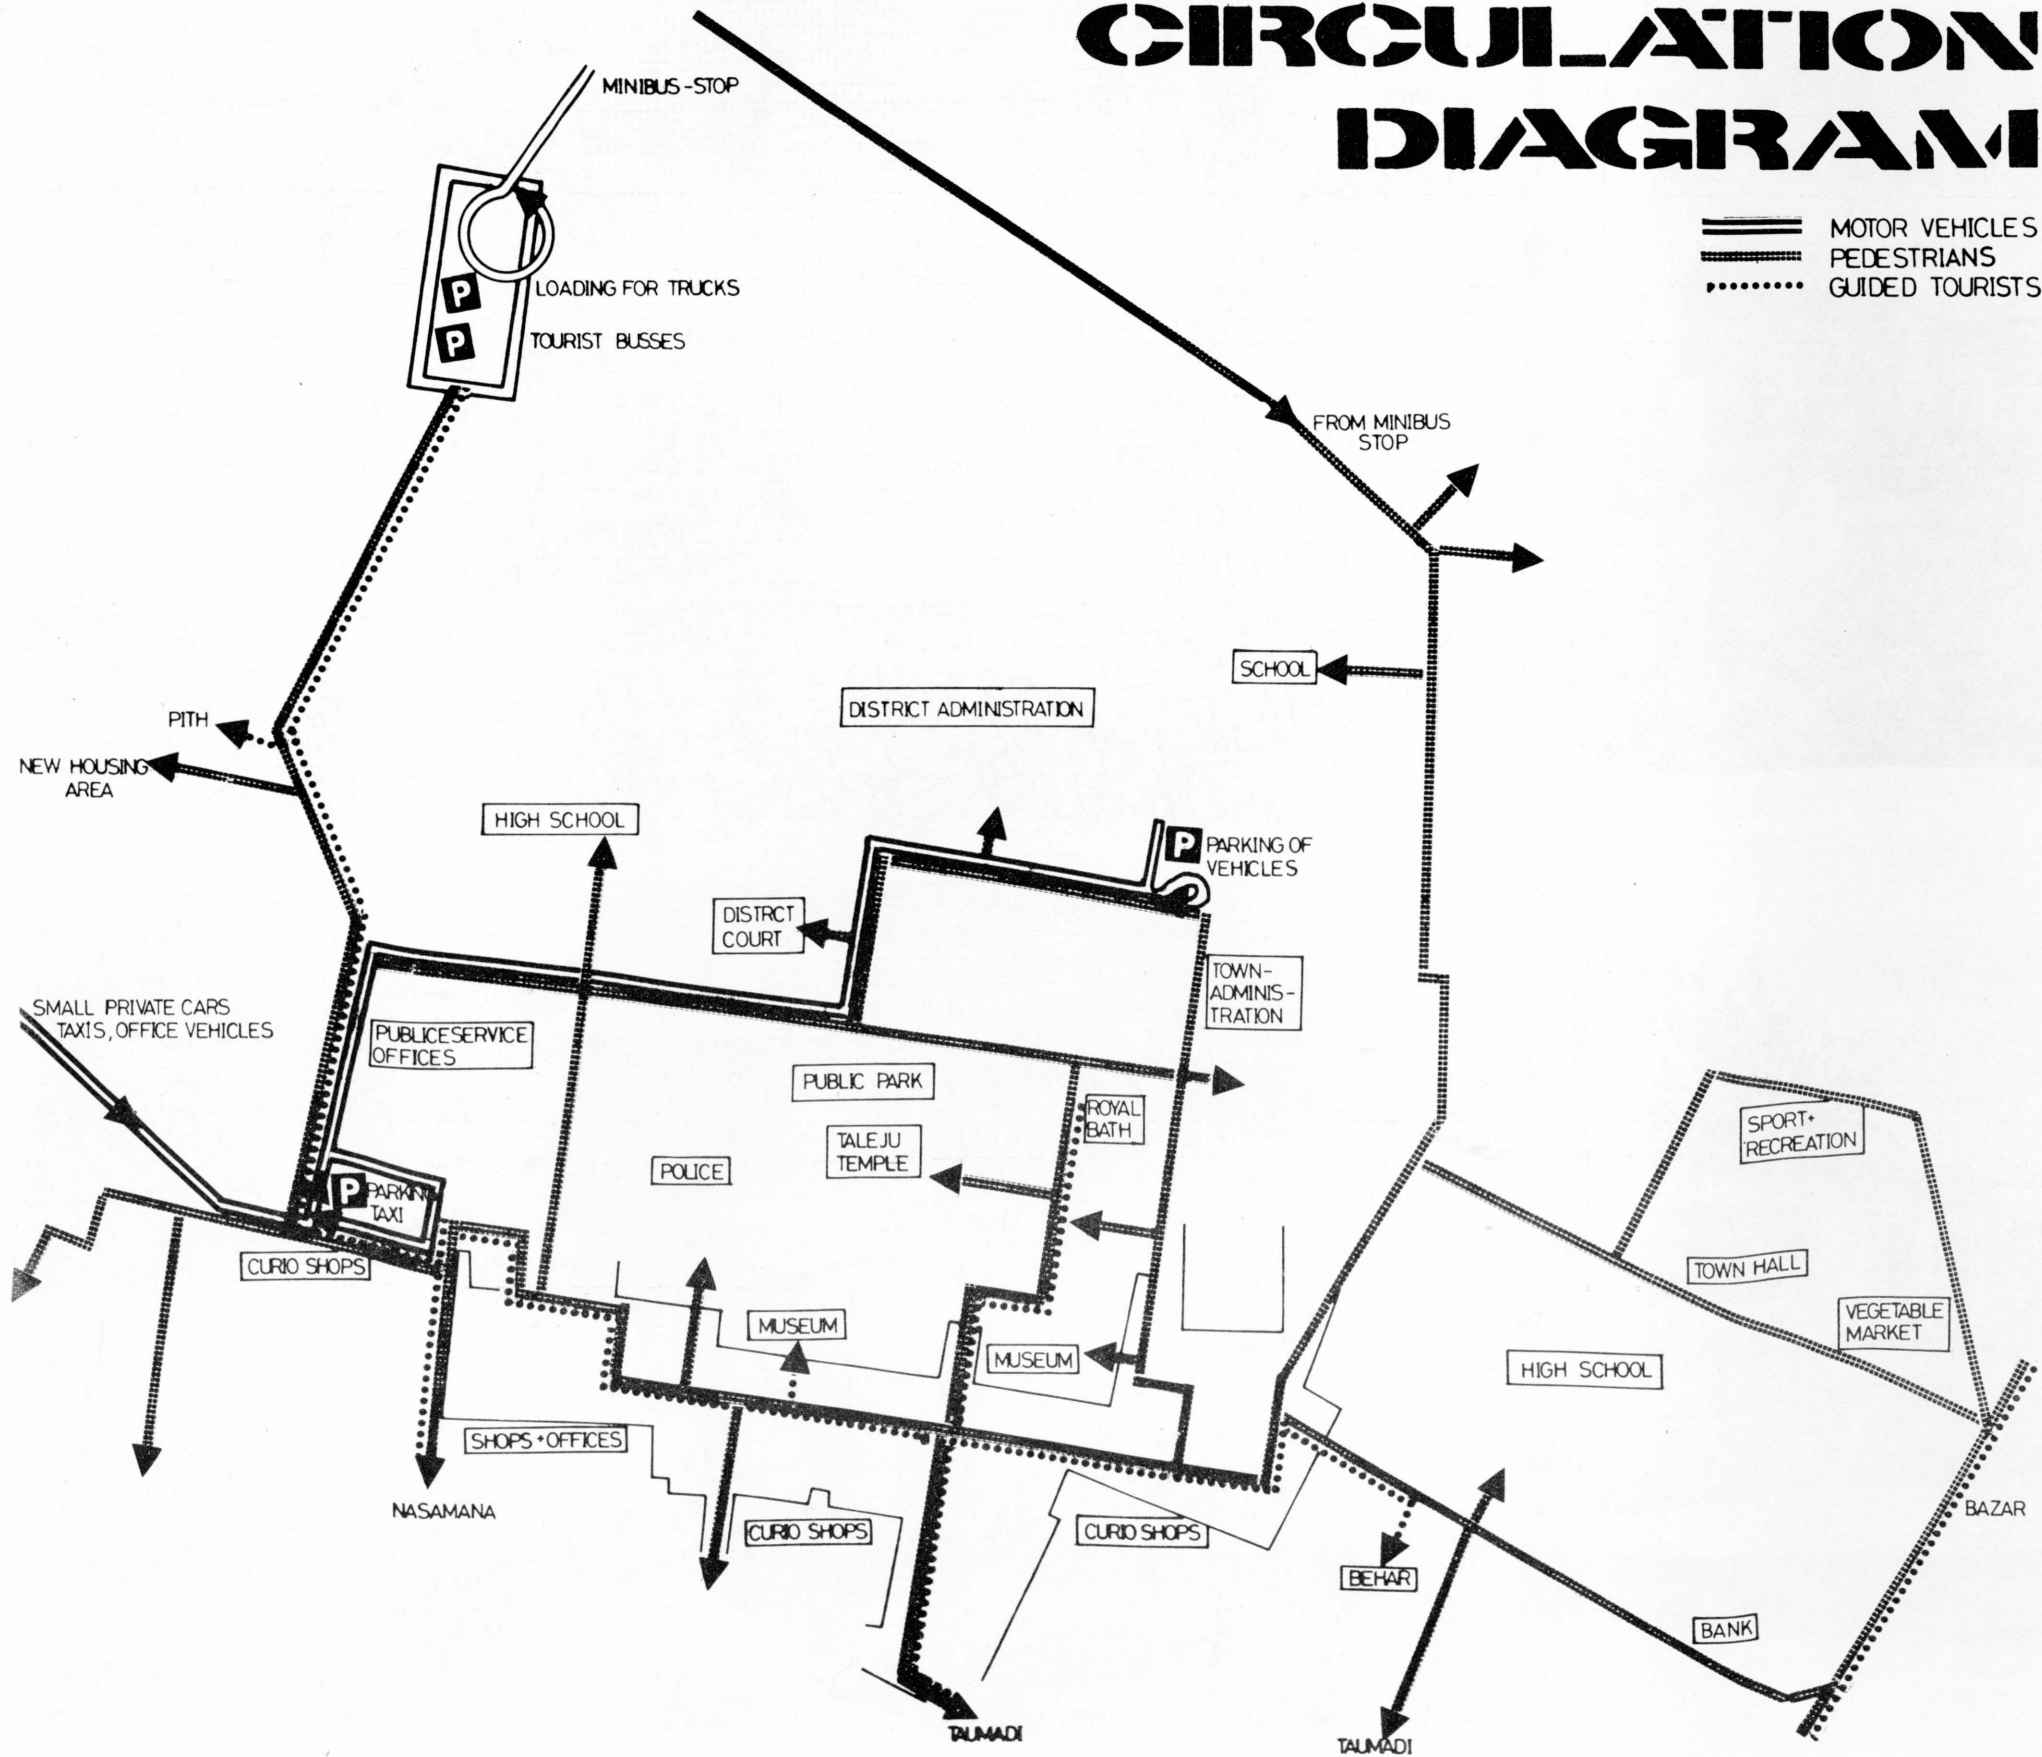 CIRCULATION
DIAGRAM
MOTOR VEHICLES
PEDESTRIANS
GUIDED TOURISTS
MINIBUS-STOP
P
LOADING FOR TRUCKS
P
TOURIST BUSSES
FROM MINIBUS
STOP
SCHOOL
DISTRICT ADMINISTRATION
PITH
NEW HOUSING
AREA
HIGH SCHOOL
P
PARKING OF
VEHICLES
DISTRCT
COURT
TOWN-
ADMINIS-
TRATION
SMALL PRIVATE CARS
TAXIS, OFFICE VEHICLES
PUBLICESERVICE
OFFICES
PUBLIC PARK
ROYAL
BATH
SPORT+
RECREATION
TALEJU
TEMPLE
POLICE
P
PARKING
TAXI
CURIO SHOPS
TOWN HALL
VEGETABLE
MARKET
MUSEUM
MUSEUM
HIGH SCHOOL
SHOPS + OFFICES
NASAMANA
CURIO SHOPS
CURIO SHOPS
BAZAR
BEHAR
BANK
TAUMADI
TAUMADI